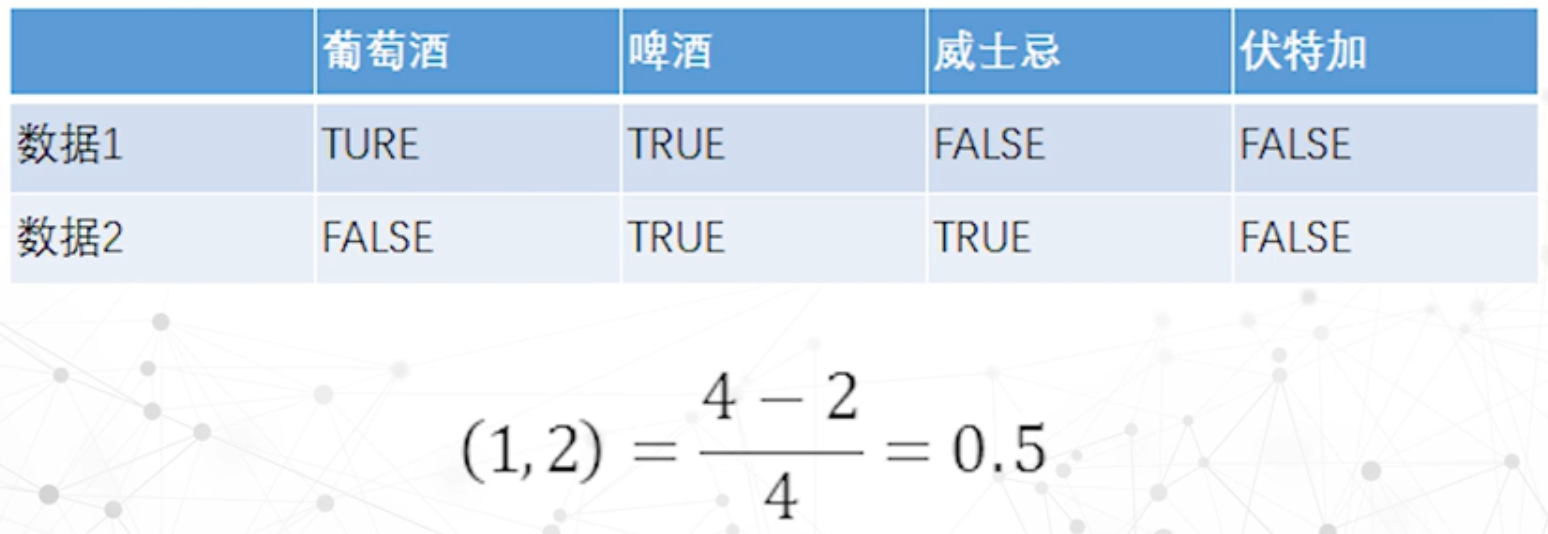 葡萄酒 啤酒 威士忌 伏特加
数据1 TURE TRUE FALSE FALSE
数据2 FALSE TRUE TRUE FALSE
(1,2) = \frac{4 − 2}{4} = 0.5